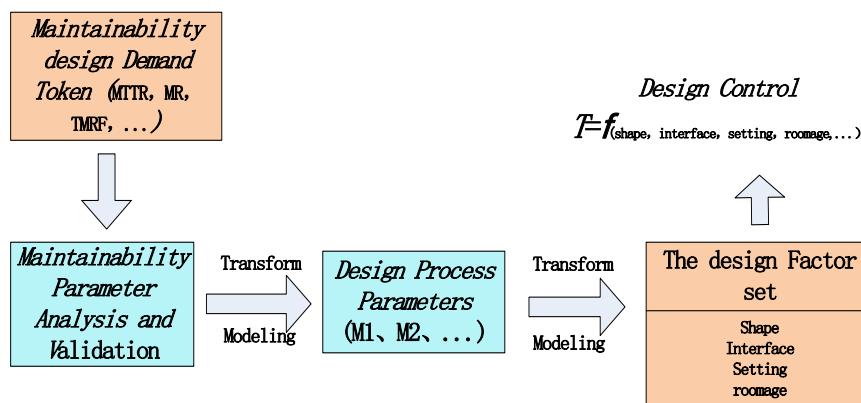 Maintainability
design Demand
Token (MTTR, MR,
TMRF, ...)
Design Control
T=f(shape, interface, setting, roomage,...)
Maintainability
Parameter
Analysis and
Validation
Transform
Modeling
Design Process
Parameters
(M1、M2、...)
Transform
Modeling
The design Factor
set
Shape
Interface
Setting
roomage